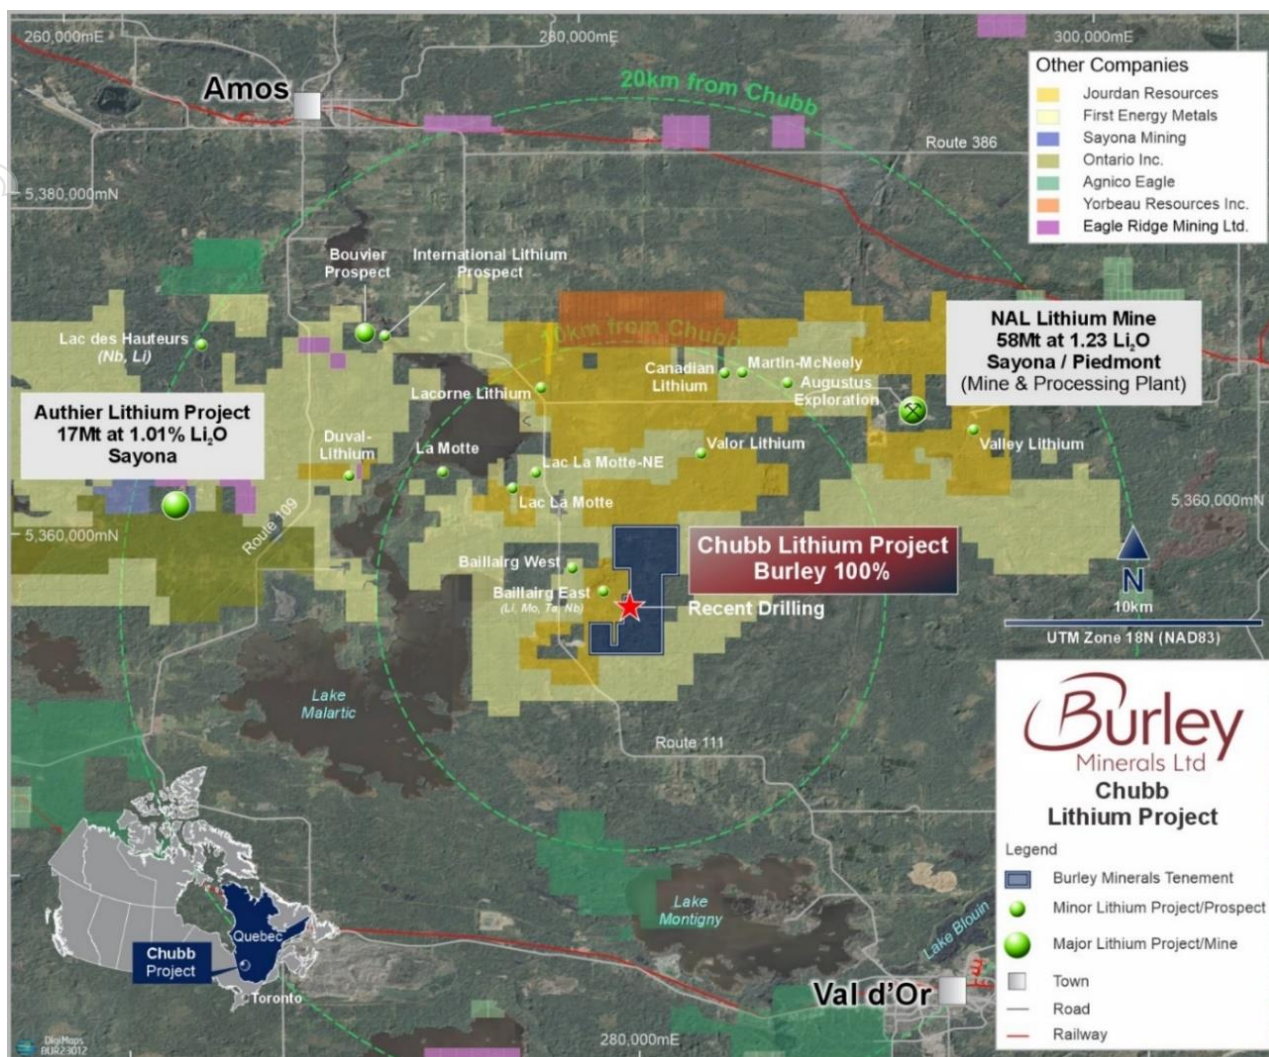 260,000mE
280,000mE
300,000mE
Amos
20km from Chubb
Route 386
Other Companies
Jourdan Resources
First Energy Metals
Sayona Mining
Ontario Inc.
Agnico Eagle
Yorbeau Resources Inc.
Eagle Ridge Mining Ltd.
5,380,000mN
Bouvier
Prospect
International Lithium
Prospect
Lac des Hauteurs
(Nb, Li)
10km from Chubb
Canadian
Lithium
Martin-McNeely
Augustus
Exploration
NAL Lithium Mine
58Mt at 1.23 Li2O
Sayona / Piedmont
(Mine & Processing Plant)
Authier Lithium Project
17Mt at 1.01% Li2O
Sayona
Lacorne Lithium
Duval-
Lithium
La Motte
Lac La Motte-NE
Lac La Motte
Valor Lithium
Valley Lithium
5,360,000mN
5,360,000mN
Route 109
Baillairg West
Baillairg East
(Li, Mo, Ta, Nb)
Chubb Lithium Project
Burley 100%
Recent Drilling
N
10km
UTM Zone 18N (NAD83)
Lake
Malartic
Route 111
Burley
Minerals Ltd
Chubb
Lithium Project
Legend
Burley Minerals Tenement
Minor Lithium Project/Prospect
Major Lithium Project/Mine
Town
Road
Railway
Lake
Montigny
Lake Blouin
Val d'Or
Quebec
Chubb
Project
Toronto
280,000mE
DigiMaps
BUR23012